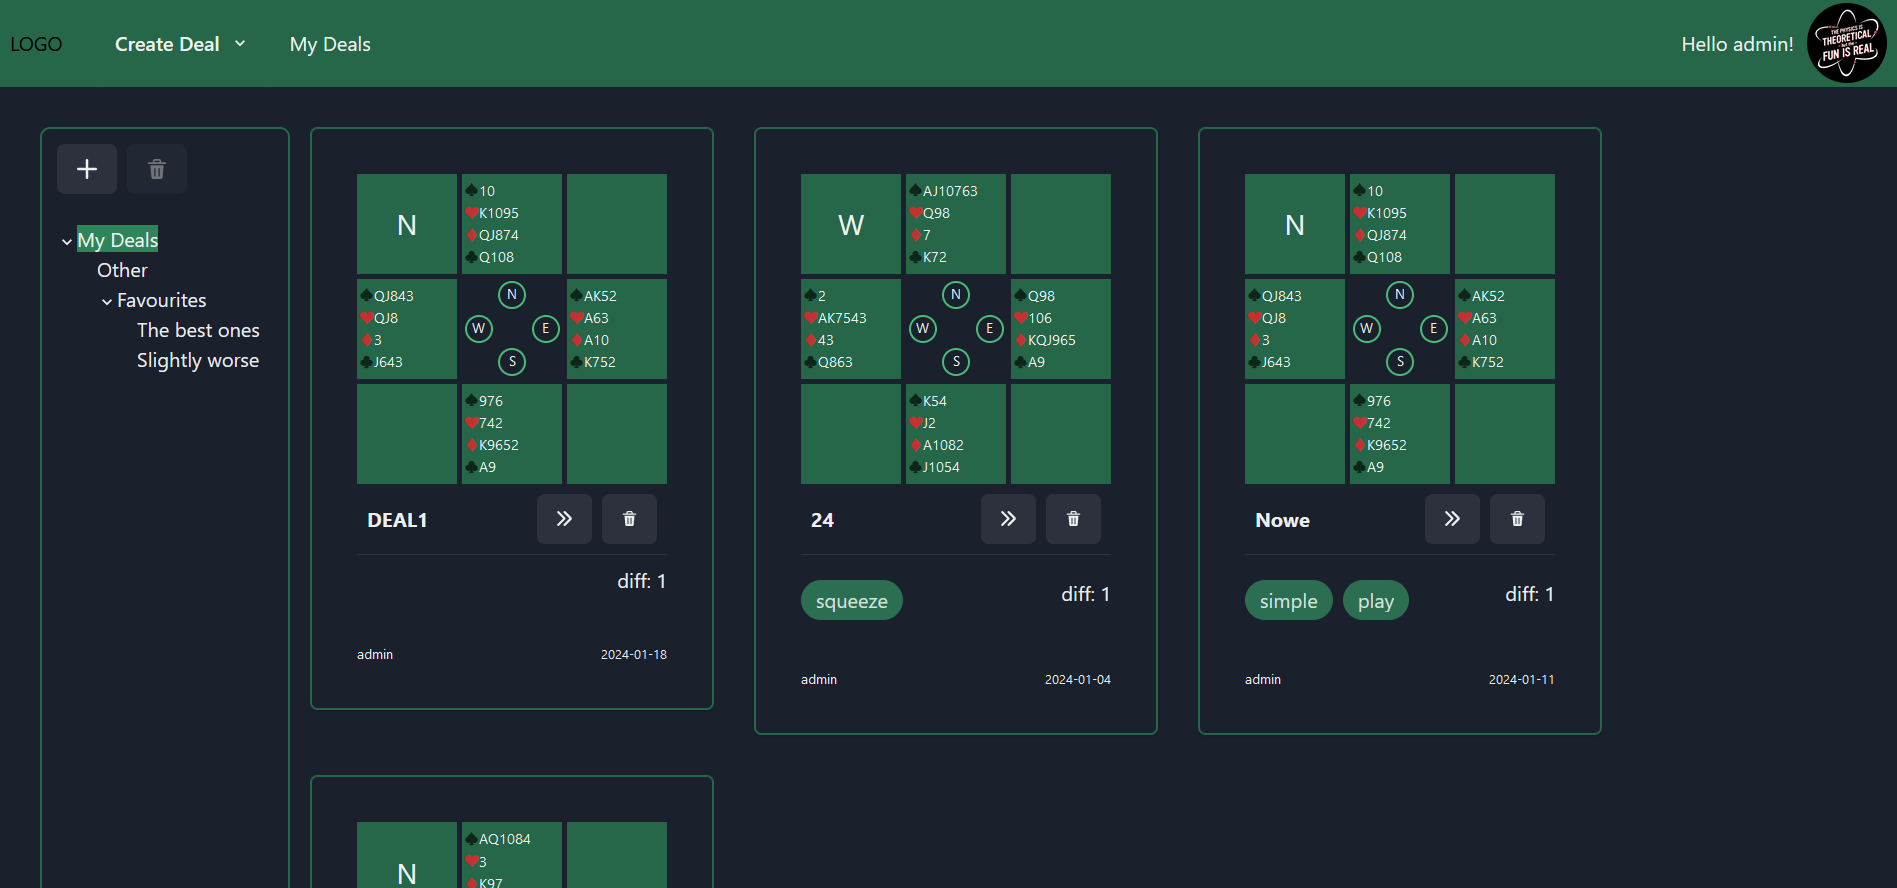 LOGO
Create Deal
My Deals
Hello admin!
THE PHYSICS IS
THEORETICAL
FUN IS REAL
My Deals
Other
Favourites
The best ones
Slightly worse
N
♠10
♥K1095
♦QJ874
♣Q108
♠QJ843
♥QJ8
♦3
♣J643
N
W
E
S
♠AK52
♥A63
♦A10
♣K752
♠976
♥742
♦K9652
♣A9
DEAL1
diff: 1
admin
2024-01-18
W
♠AJ10763
♥Q98
♦7
♣K72
♠2
♥AK7543
♦43
♣Q863
N
W
E
S
♠Q98
♥106
♦KQJ965
♣A9
♠K54
♥J2
♦A1082
♣J1054
24
squeeze
diff: 1
admin
2024-01-04
N
♠10
♥K1095
♦QJ874
♣Q108
♠QJ843
♥QJ8
♦3
♣J643
N
W
E
S
♠AK52
♥A63
♦A10
♣K752
♠976
♥742
♦K9652
♣A9
Nowe
simple
play
diff: 1
admin
2024-01-11
N
♠AQ1084
♥3
♦K97